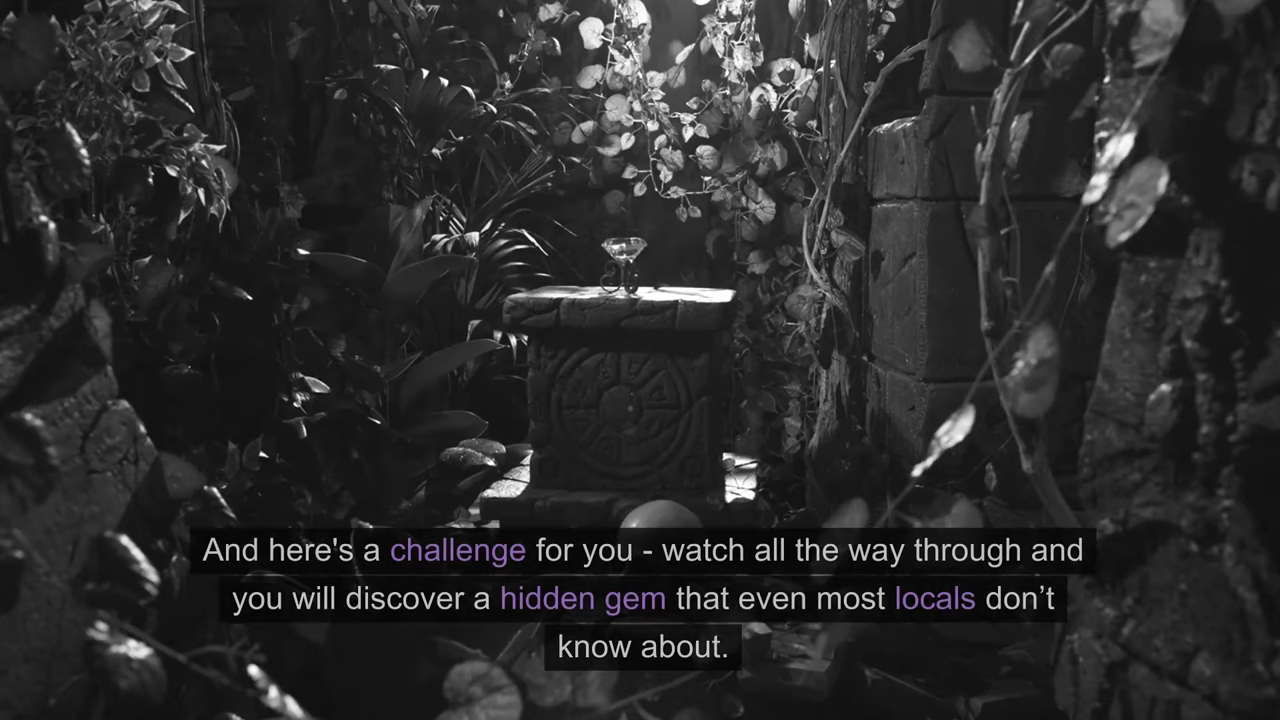 And here's a challenge for you - watch all the way through and
you will discover a hidden gem that even most locals don’t
know about.